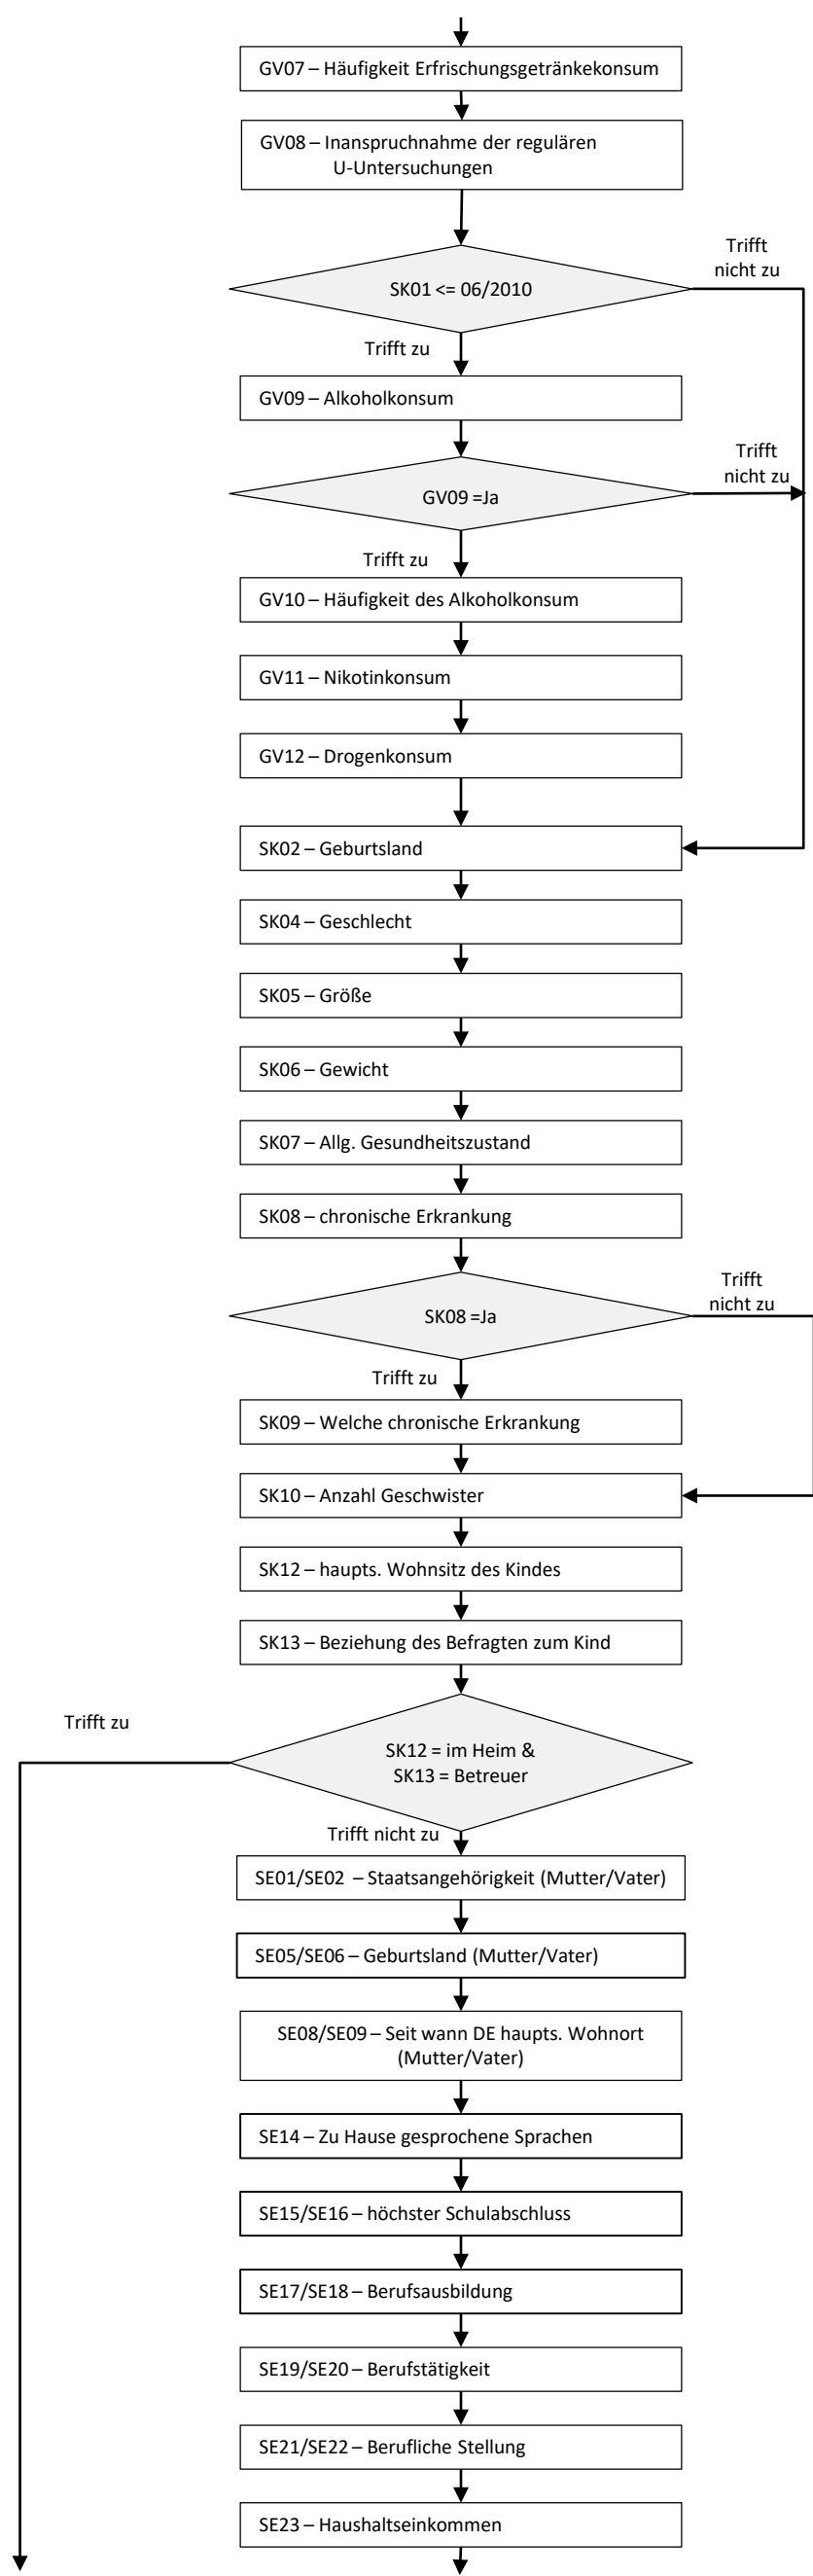 GV07 – Häufigkeit Erfrischungsgetränkekonsum
GV08 – Inanspruchnahme der regulären
U-Untersuchungen
Trifft
nicht zu
SK01 <= 06/2010
Trifft zu
GV09 – Alkoholkonsum
Trifft
nicht zu
GV09 =Ja
Trifft zu
GV10 – Häufigkeit des Alkoholkonsum
GV11 – Nikotinkonsum
GV12 – Drogenkonsum
SK02 – Geburtsland
SK04 – Geschlecht
SK05 – Größe
SK06 – Gewicht
SK07 – Allg. Gesundheitszustand
SK08 – chronische Erkrankung
Trifft
nicht zu
SK08 =Ja
Trifft zu
SK09 – Welche chronische Erkrankung
SK10 – Anzahl Geschwister
SK12 – haupts. Wohnsitz des Kindes
SK13 – Beziehung des Befragten zum Kind
Trifft zu
SK12 = im Heim &
SK13 = Betreuer
Trifft nicht zu
SE01/SE02 – Staatsangehörigkeit (Mutter/Vater)
SE05/SE06 – Geburtsland (Mutter/Vater)
SE08/SE09 – Seit wann DE haupts. Wohnort
(Mutter/Vater)
SE14 – Zu Hause gesprochene Sprachen
SE15/SE16 – höchster Schulabschluss
SE17/SE18 – Berufsausbildung
SE19/SE20 – Berufstätigkeit
SE21/SE22 – Berufliche Stellung
SE23 – Haushaltseinkommen